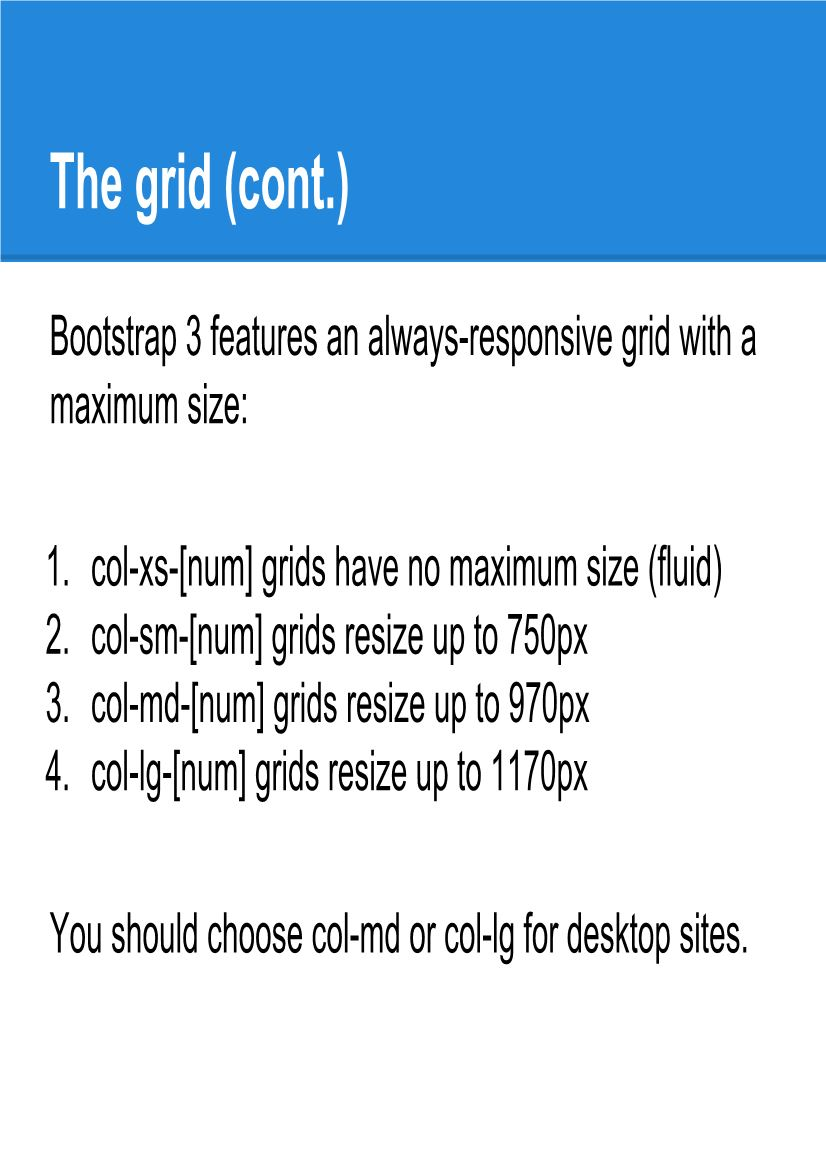 The grid (cont.)
Bootstrap 3 features an always-responsive grid with a
maximum size:
1. col-xs-[num] grids have no maximum size (fluid)
2. col-sm-[num] grids resize up to 750px
3. col-md-[num] grids resize up to 970px
4. col-lg-[num] grids resize up to 1170px
You should choose col-md or col-lg for desktop sites.